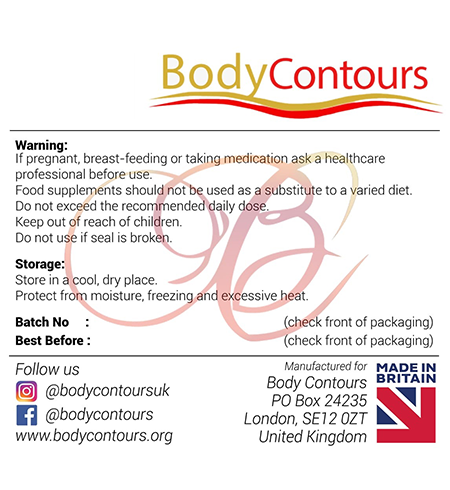 BodyContours
Warning:
If pregnant, breast-feeding or taking medication ask a healthcare
professional before use.
Food supplements should not be used as a substitute to a varied diet.
Do not exceed the recommended daily dose.
Keep out of reach of children.
Do not use if seal is broken.
Storage:
Store in a cool, dry place.
Protect from moisture, freezing and excessive heat.
Batch No : (check front of packaging)
Best Before : (check front of packaging)
Follow us
@bodycontoursuk
@bodycontours
www.bodycontours.org
Manufactured for
Body Contours
PO Box 24235
London, SE12 0ZT
United Kingdom
MADE IN
BRITAIN